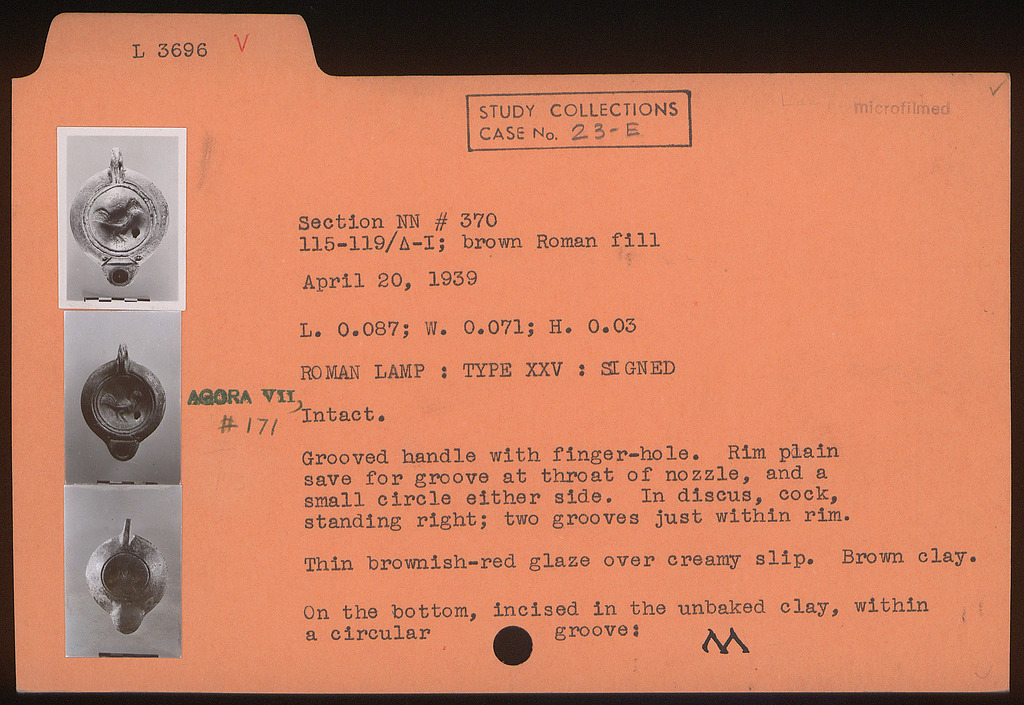 L 3696 V
microfilmed
STUDY COLLECTIONS
CASE No. 23-E
Section NN # 370
115-119/Δ-I; brown Roman fill
April 20, 1939
L. 0.087; W. 0.071; H. 0.03
ROMAN LAMP : TYPE XXV : SIGNED
AGORA VII,
# 171
Intact.
Grooved handle with finger-hole. Rim plain
save for groove at throat of nozzle, and a
small circle either side. In discus, cock,
standing right; two grooves just within rim.
Thin brownish-red glaze over creamy slip. Brown clay.
On the bottom, incised in the unbaked clay, within
a circular groove: